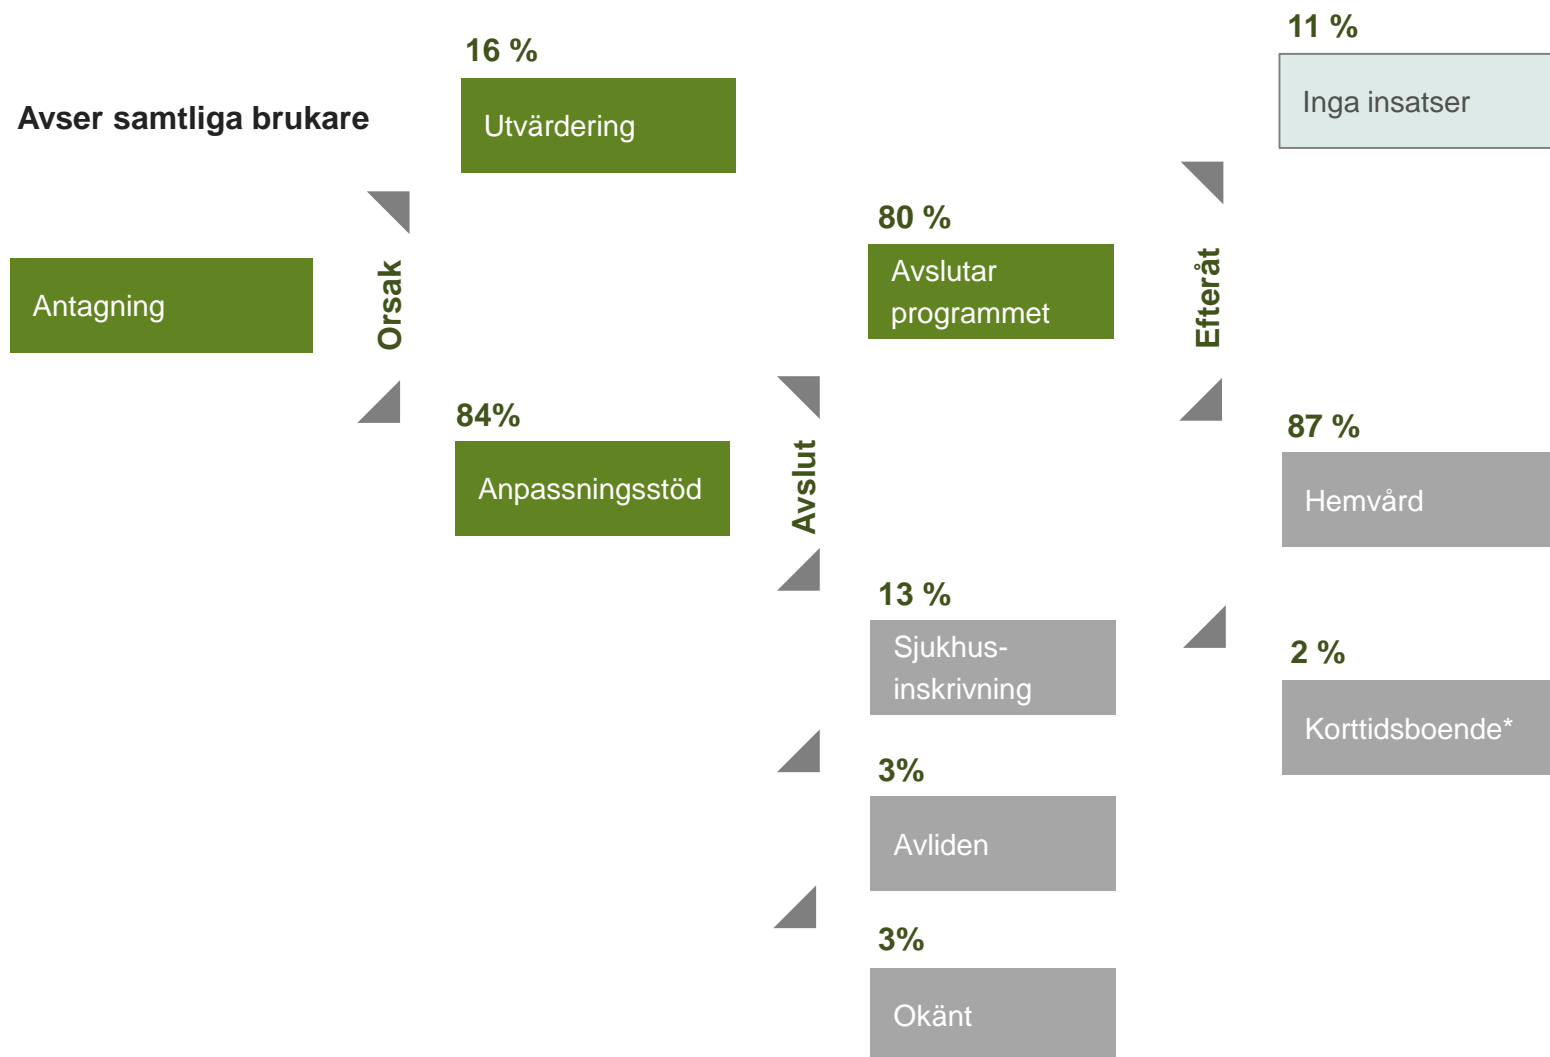 Avser samtliga brukare
Antagning
Orsak
16 %
Utvärdering
84%
Anpassningsstöd
Avslut
80 %
Avslutar
programmet
13 %
Sjukhus-
inskrivning
3%
Avliden
3%
Okänt
Efteråt
11 %
Inga insatser
87 %
Hemvård
2 %
Korttidsboende*